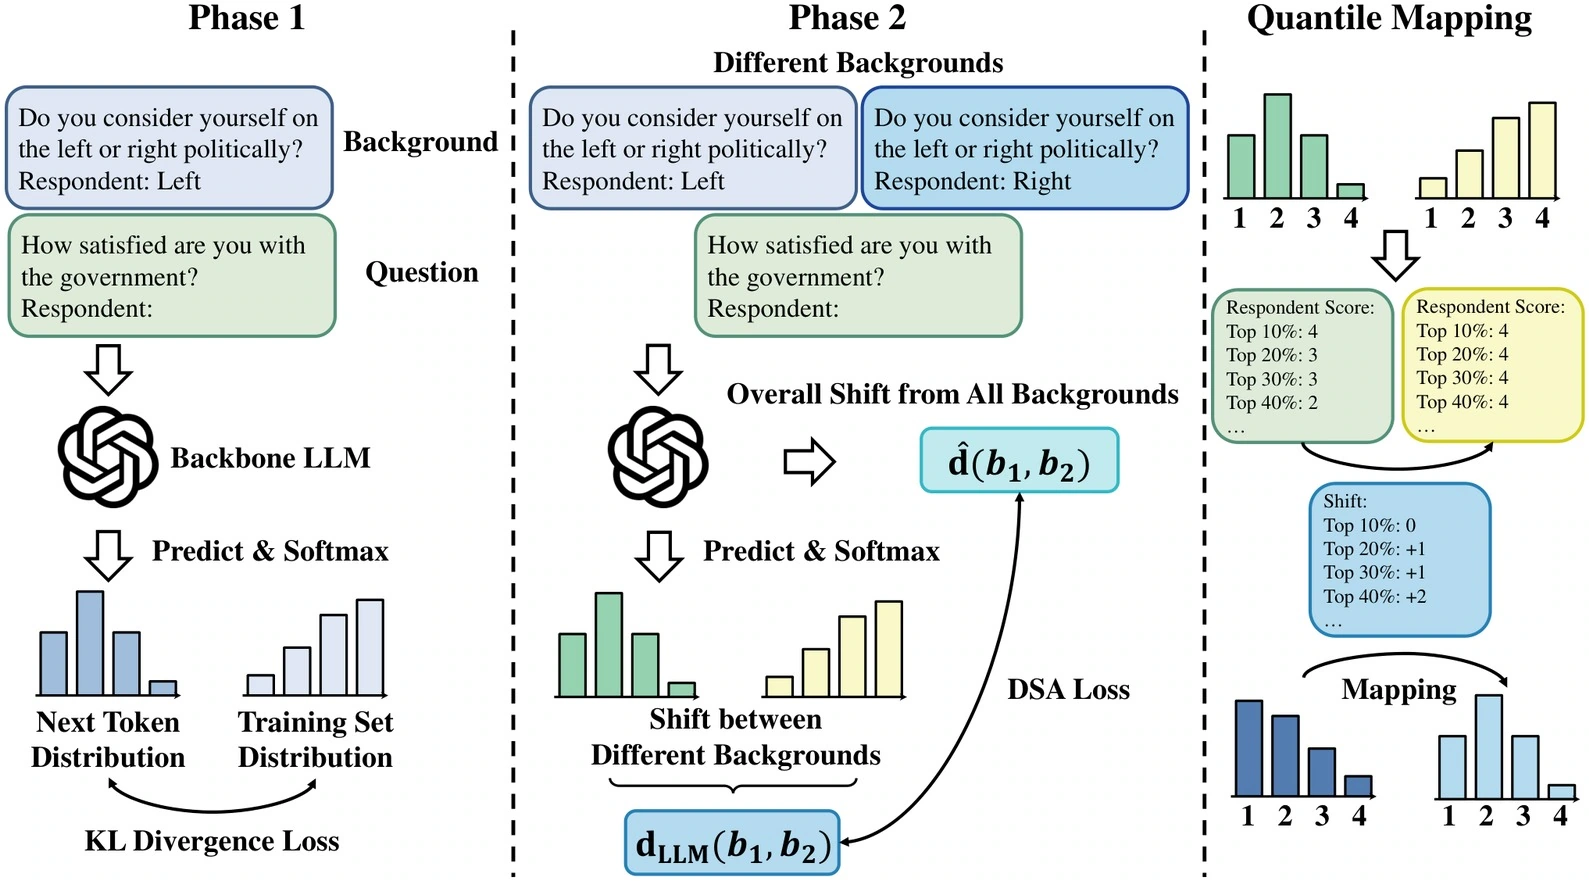 Phase 1
Do you consider yourself on
the left or right politically?
Respondent: Left
Background
How satisfied are you with
the government?
Respondent:
Question
Backbone LLM
Predict & Softmax
Next Token
Distribution
Training Set
Distribution
KL Divergence Loss
Phase 2
Different Backgrounds
Do you consider yourself on
the left or right politically?
Respondent: Left
Do you consider yourself on
the left or right politically?
Respondent: Right
How satisfied are you with
the government?
Respondent:
Overall Shift from All Backgrounds
d̂(b₁, b₂)
Predict & Softmax
Shift between
Different Backgrounds
DSA Loss
d_LLM(b₁, b₂)
Quantile Mapping
1 2 3 4
1 2 3 4
Respondent Score:
Top 10%: 4
Top 20%: 3
Top 30%: 3
Top 40%: 2
...
Respondent Score:
Top 10%: 4
Top 20%: 4
Top 30%: 4
Top 40%: 4
...
Shift:
Top 10%: 0
Top 20%: +1
Top 30%: +1
Top 40%: +2
...
Mapping
1 2 3 4
1 2 3 4